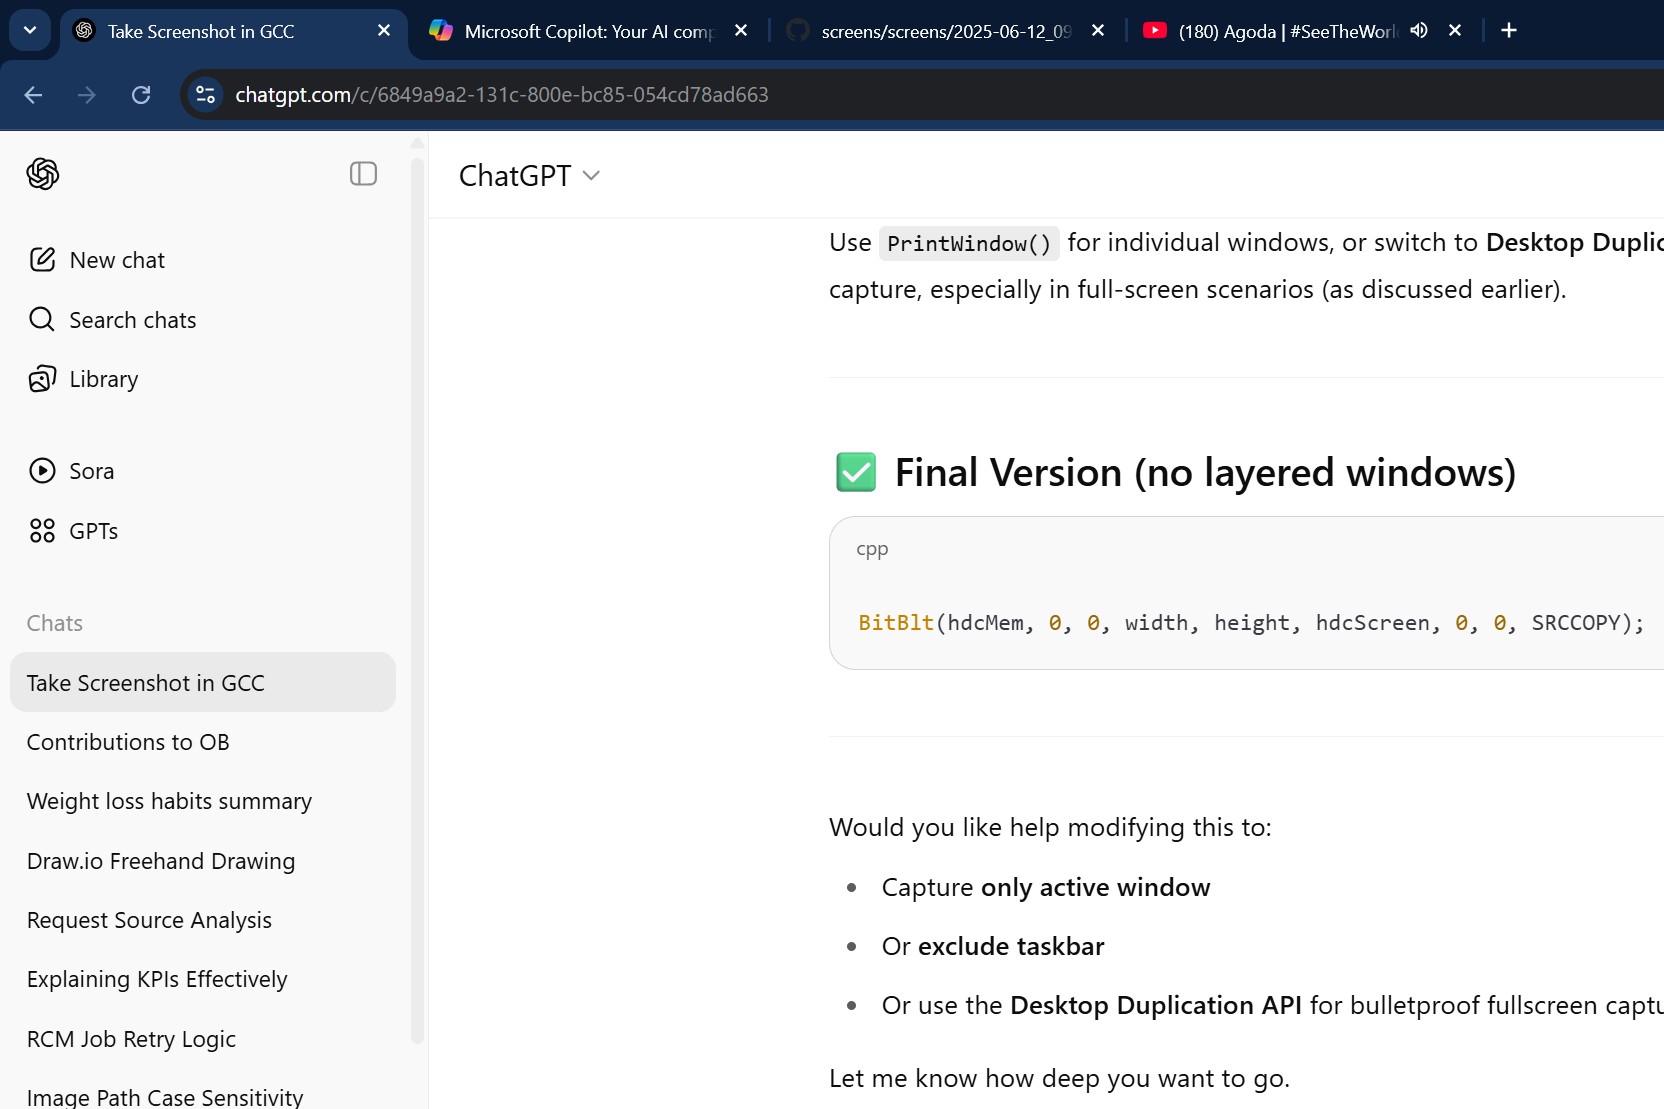 Take Screenshot in GCC
Microsoft Copilot: Your AI comp
screens/screens/2025-06-12_09
(180) Agoda | #SeeTheWorl
chatgpt.com/c/6849a9a2-131c-800e-bc85-054cd78ad663
ChatGPT
New chat
Search chats
Library
Sora
GPTs
Chats
Take Screenshot in GCC
Contributions to OB
Weight loss habits summary
Draw.io Freehand Drawing
Request Source Analysis
Explaining KPIs Effectively
RCM Job Retry Logic
Image Path Case Sensitivity
Use PrintWindow() for individual windows, or switch to Desktop Duplic
capture, especially in full-screen scenarios (as discussed earlier).
✅ Final Version (no layered windows)
cpp
BitBlt(hdcMem, 0, 0, width, height, hdcScreen, 0, 0, SRCCOPY);
Would you like help modifying this to:
• Capture only active window
• Or exclude taskbar
• Or use the Desktop Duplication API for bulletproof fullscreen captu
Let me know how deep you want to go.